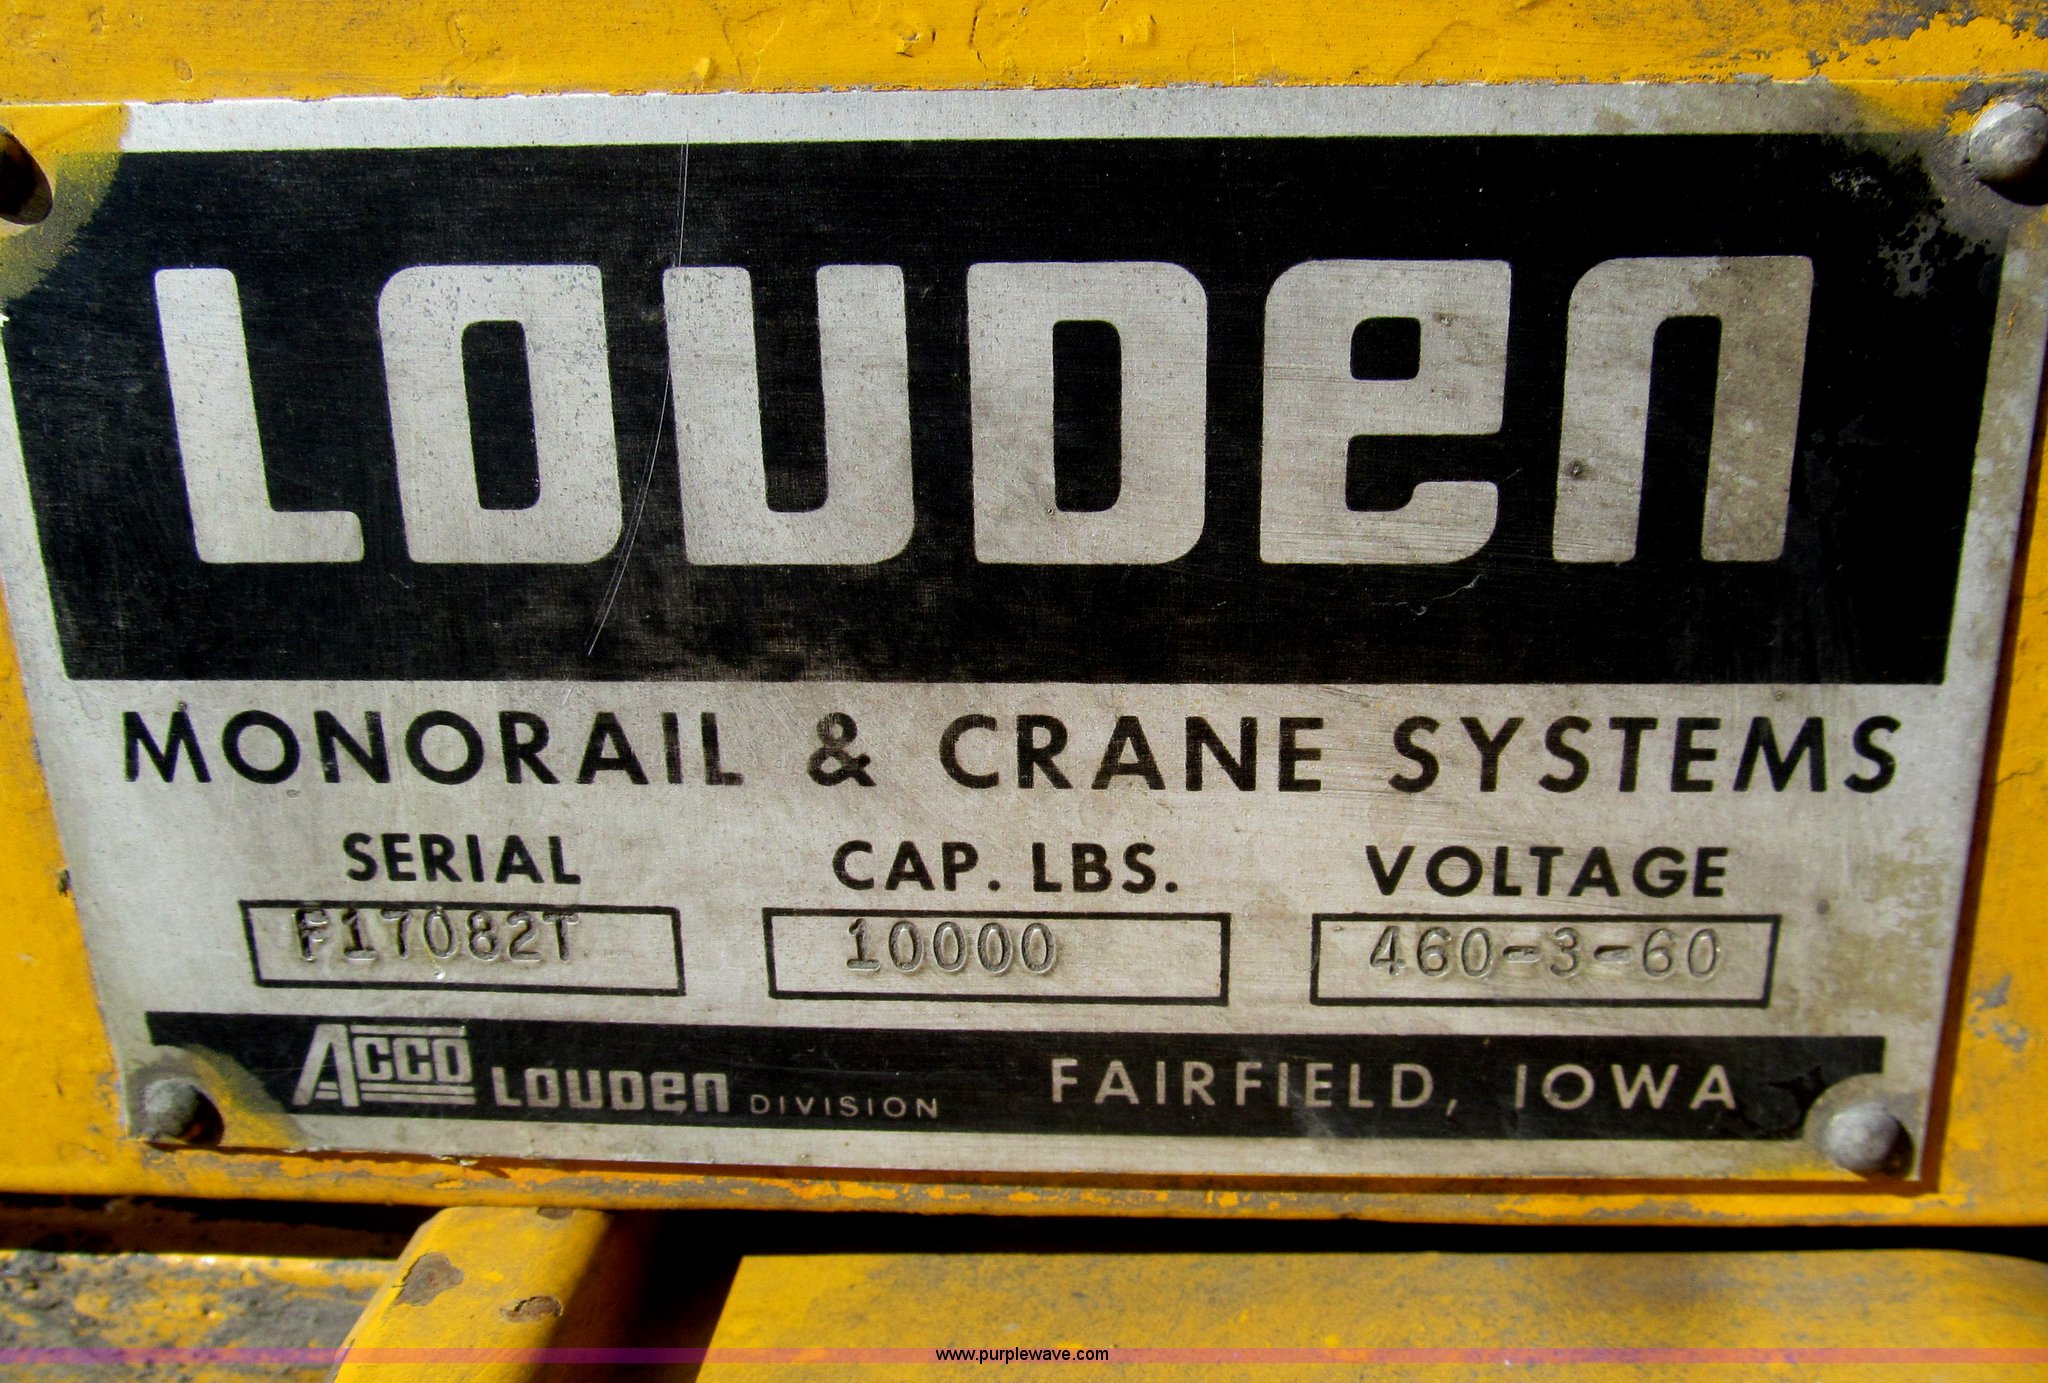 LOUDEN
MONORAIL & CRANE SYSTEMS
SERIAL CAP. LBS. VOLTAGE
F17082T 10000 460-3-60
ACCO LOUDEN DIVISION FAIRFIELD, IOWA
www.purplewave.com